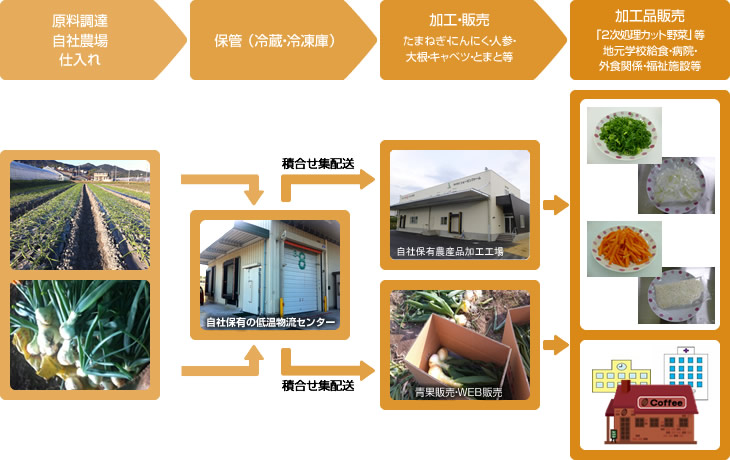 原料調達
自社農場
仕入れ
保管（冷蔵・冷凍庫）
加工・販売
たまねぎ・にんにく・人参・
大根・キャベツ・とまと等
加工品販売
「2次処理カット野菜」等
地元学校給食・病院・
外食関係・福祉施設等
積合せ集配送
自社保有農産品加工工場
8
自社保有の低温物流センター
積合せ集配送
青果販売・WEB販売
Coffee